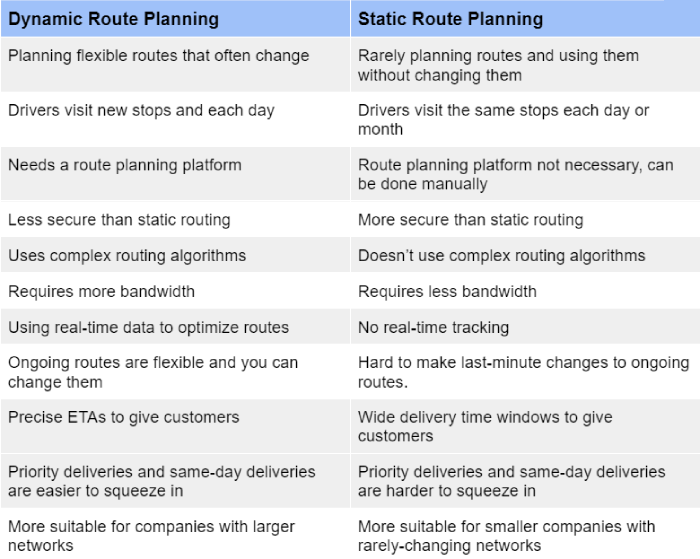 Dynamic Route Planning
Static Route Planning
Planning flexible routes that often change
Rarely planning routes and using them
without changing them
Drivers visit new stops and each day
Drivers visit the same stops each day or
month
Needs a route planning platform
Route planning platform not necessary, can
be done manually
Less secure than static routing
More secure than static routing
Uses complex routing algorithms
Doesn’t use complex routing algorithms
Requires more bandwidth
Requires less bandwidth
Using real-time data to optimize routes
No real-time tracking
Ongoing routes are flexible and you can
change them
Hard to make last-minute changes to ongoing
routes.
Precise ETAs to give customers
Wide delivery time windows to give
customers
Priority deliveries and same-day deliveries
are easier to squeeze in
Priority deliveries and same-day deliveries
are harder to squeeze in
More suitable for companies with larger
networks
More suitable for smaller companies with
rarely-changing networks